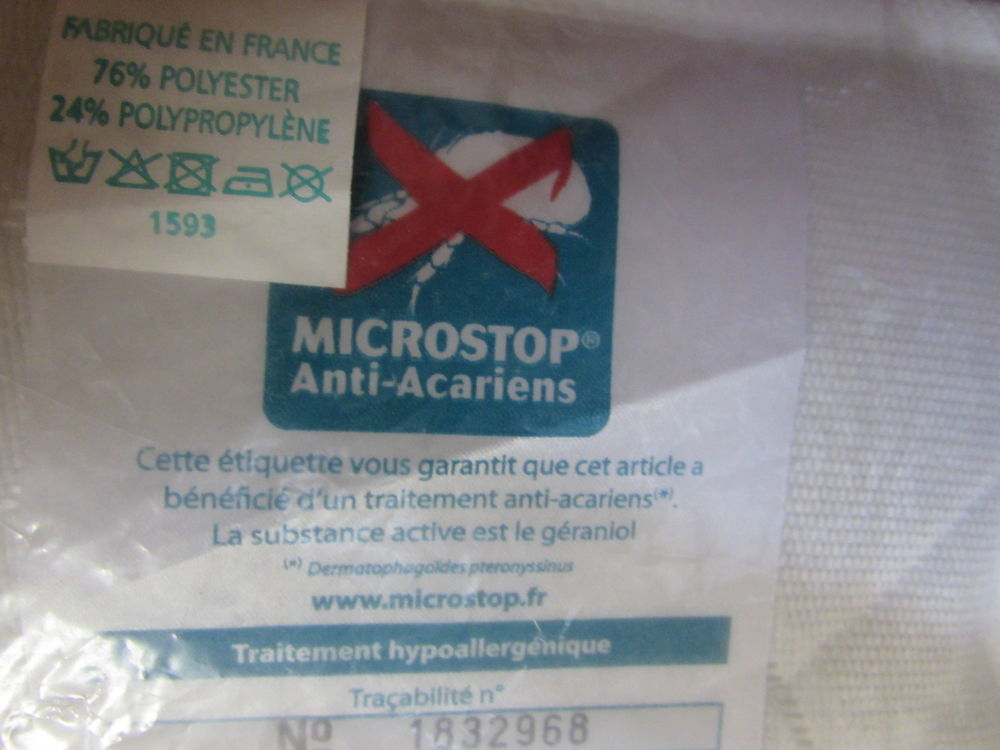 FABRIQUÉ EN FRANCE
76% POLYESTER
24% POLYPROPYLÈNE
1593
MICROSTOP®
Anti-Acariens
Cette étiquette vous garantit que cet article a
bénéficié d'un traitement anti-acariens(*).
La substance active est le géraniol
(*) Dermatophagoïdes pteronyssinus
www.microstop.fr
Traitement hypoallergénique
Traçabilité n°
Nº 1832968